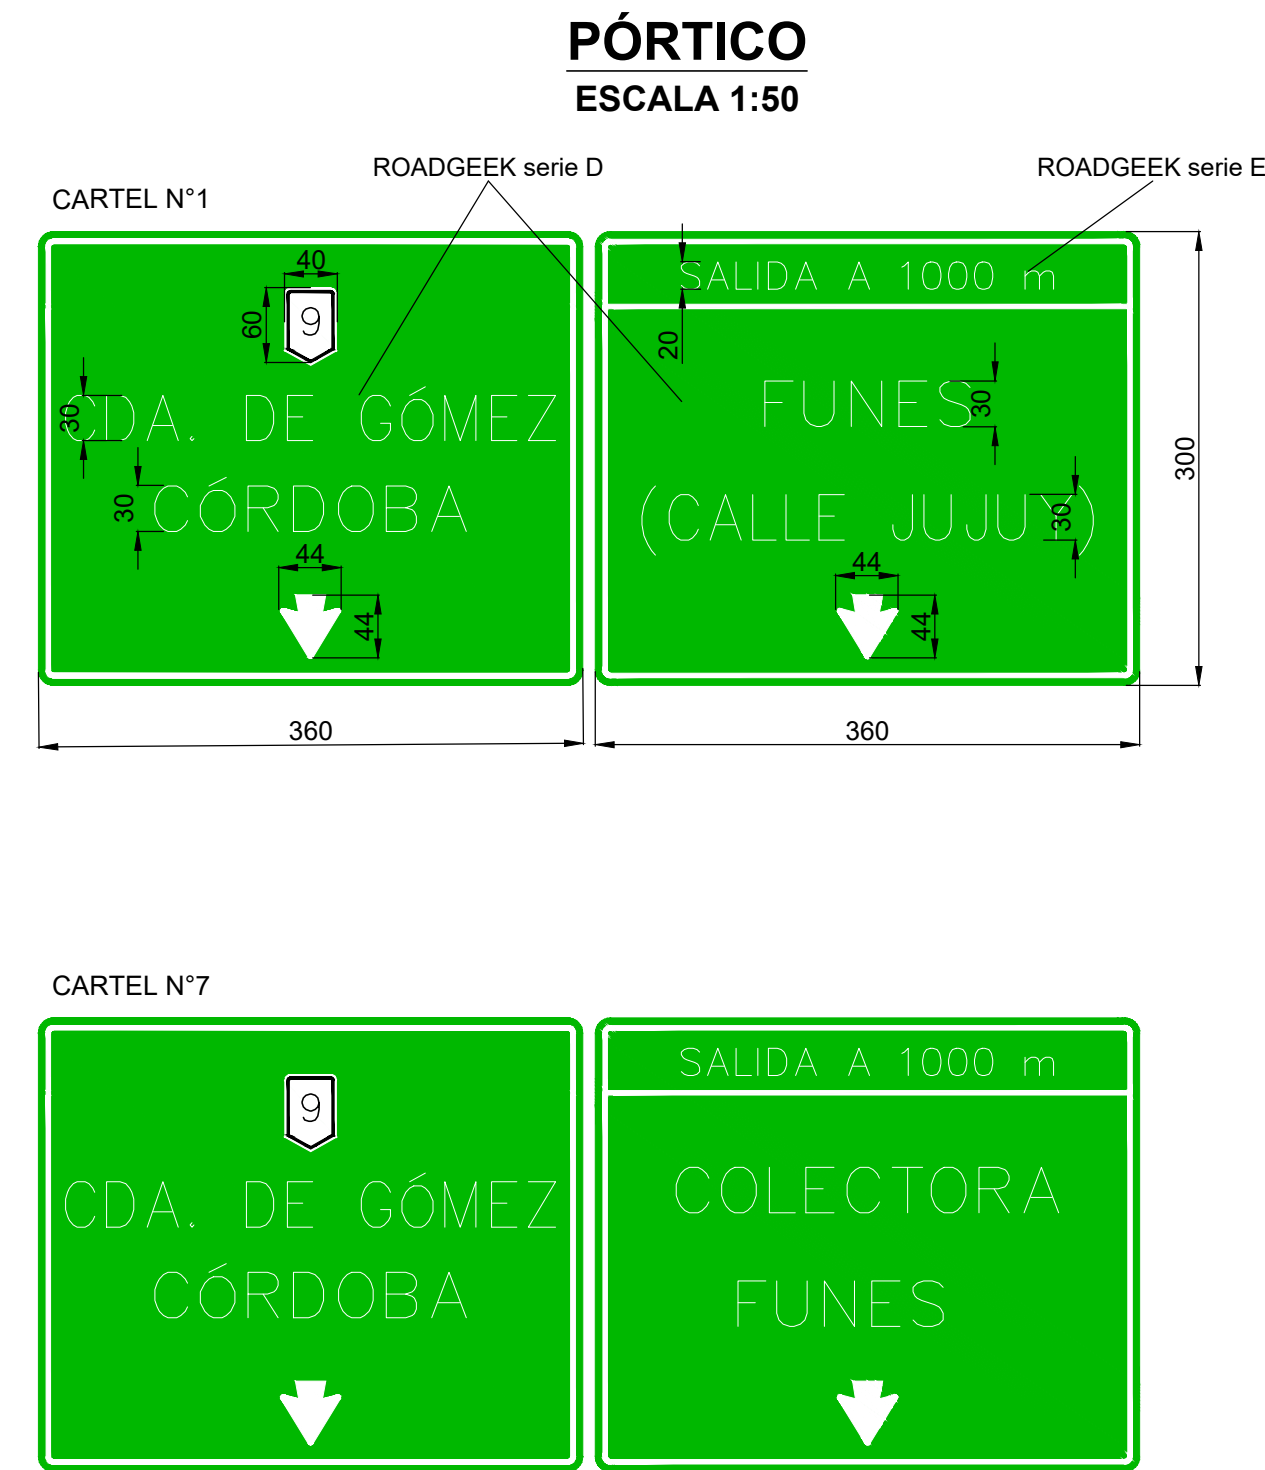 PÓRTICO
ESCALA 1:50
ROADGEEK serie D
ROADGEEK serie E
CARTEL N°1
40
60
9
30
CDA. DE GÓMEZ
30
CÓRDOBA
44
44
360
SALIDA A 1000 m
20
FUNES
30
(CALLE JUJUY)
30
44
44
360
300
CARTEL N°7
9
CDA. DE GÓMEZ
CÓRDOBA
SALIDA A 1000 m
COLECTORA
FUNES